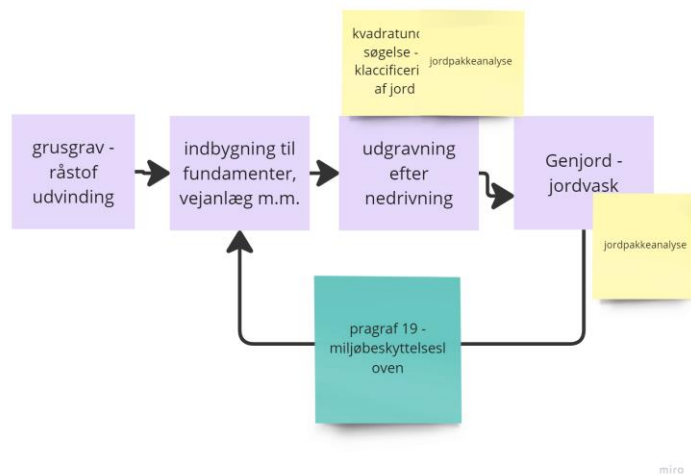 kvadratund
søgelse -
klaccificeri
af jord
jordpakkeanalyse
grusgrav -
råstof
udvinding
indbygning til
fundamenter,
vejanlæg m.m.
udgravning
efter
nedrivning
Genjord -
jordvask
jordpakkeanalyse
pragraf 19 -
miljøbeskyttelsesl
oven
miro